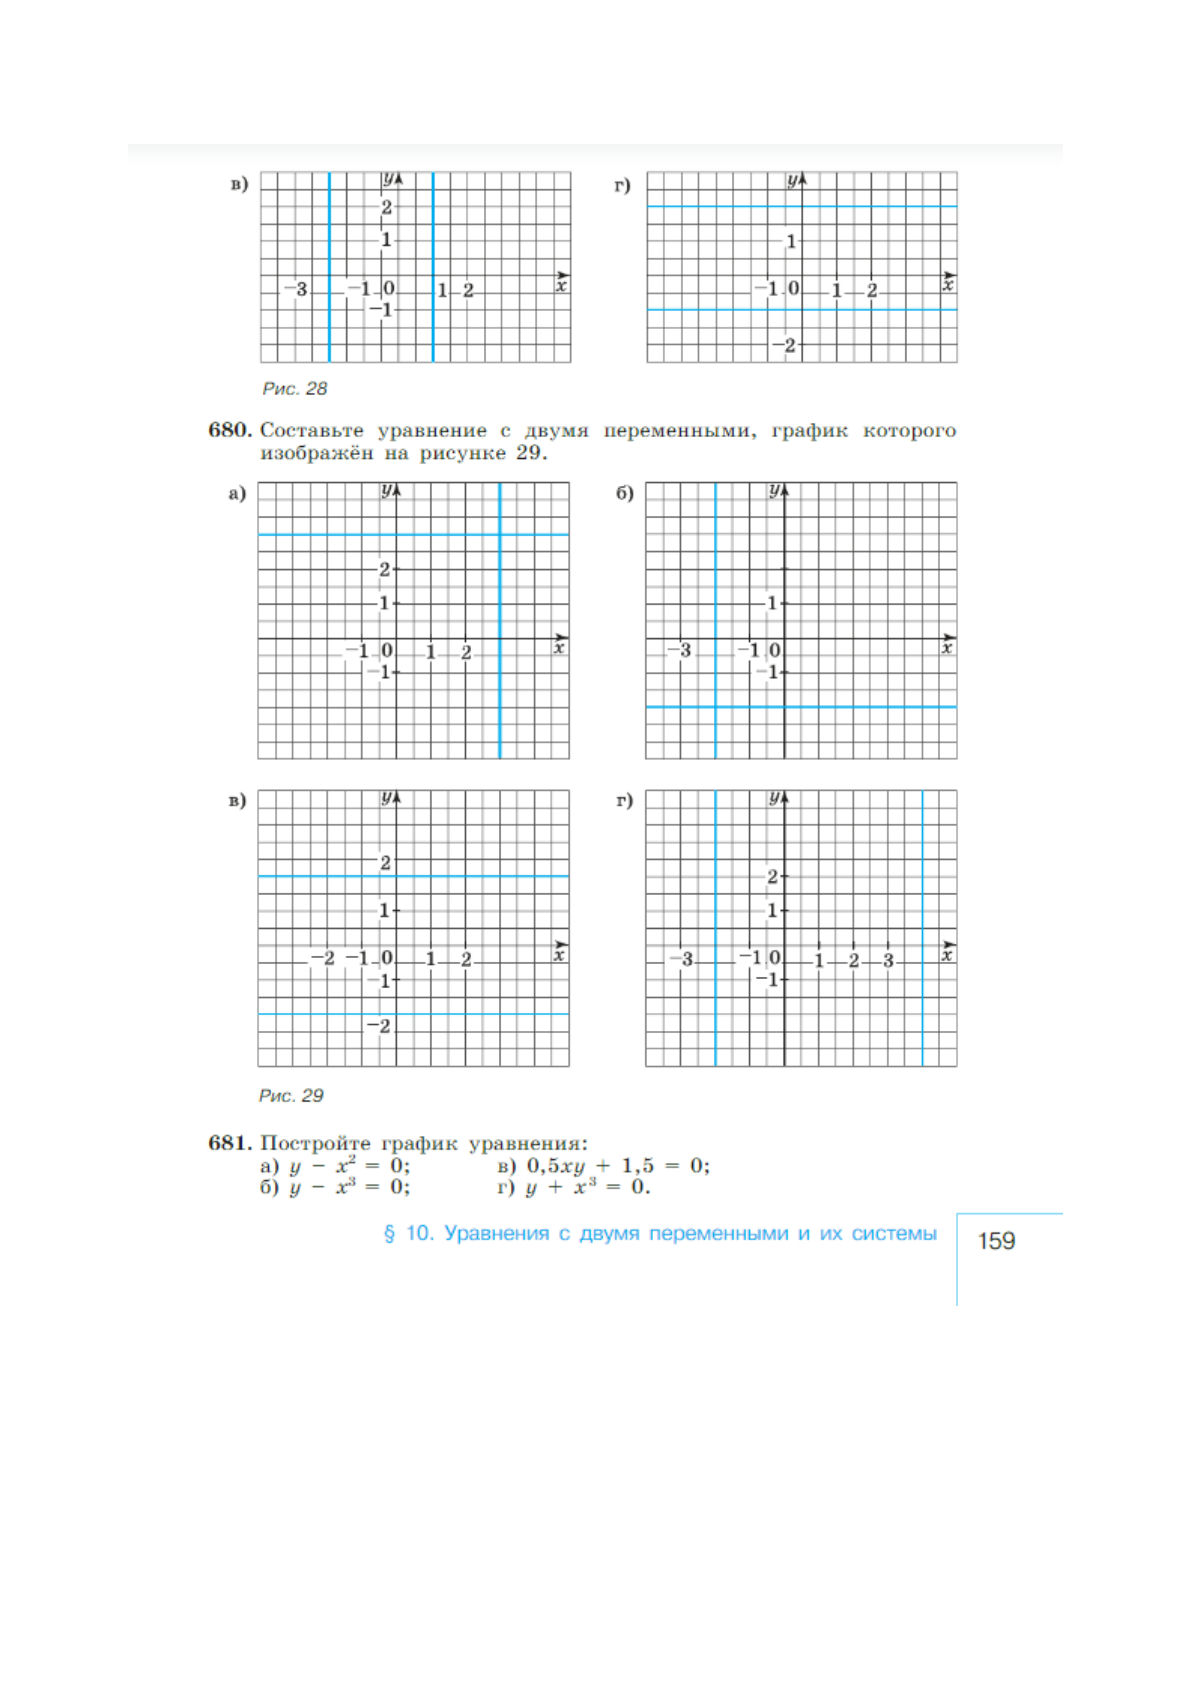 в) y г) y
2
1 1
−3 −1 0 1 2 x −1 0 1 2 x
−1
−2
Рис. 28
680. Составьте уравнение с двумя переменными, график которого
изображён на рисунке 29.
а) y б) y
2
1 1
−1 0 1 2 x −3 −1 0 x
−1 −1
в) y г) y
2 2
1 1
−2 −1 0 1 2 x −3 −1 0 1 2 3 x
−1 −1
−2
Рис. 29
681. Постройте график уравнения:
а) y − x² = 0; в) 0,5xy + 1,5 = 0;
б) y − x³ = 0; г) y + x³ = 0.
§ 10. Уравнения с двумя переменными и их системы 159